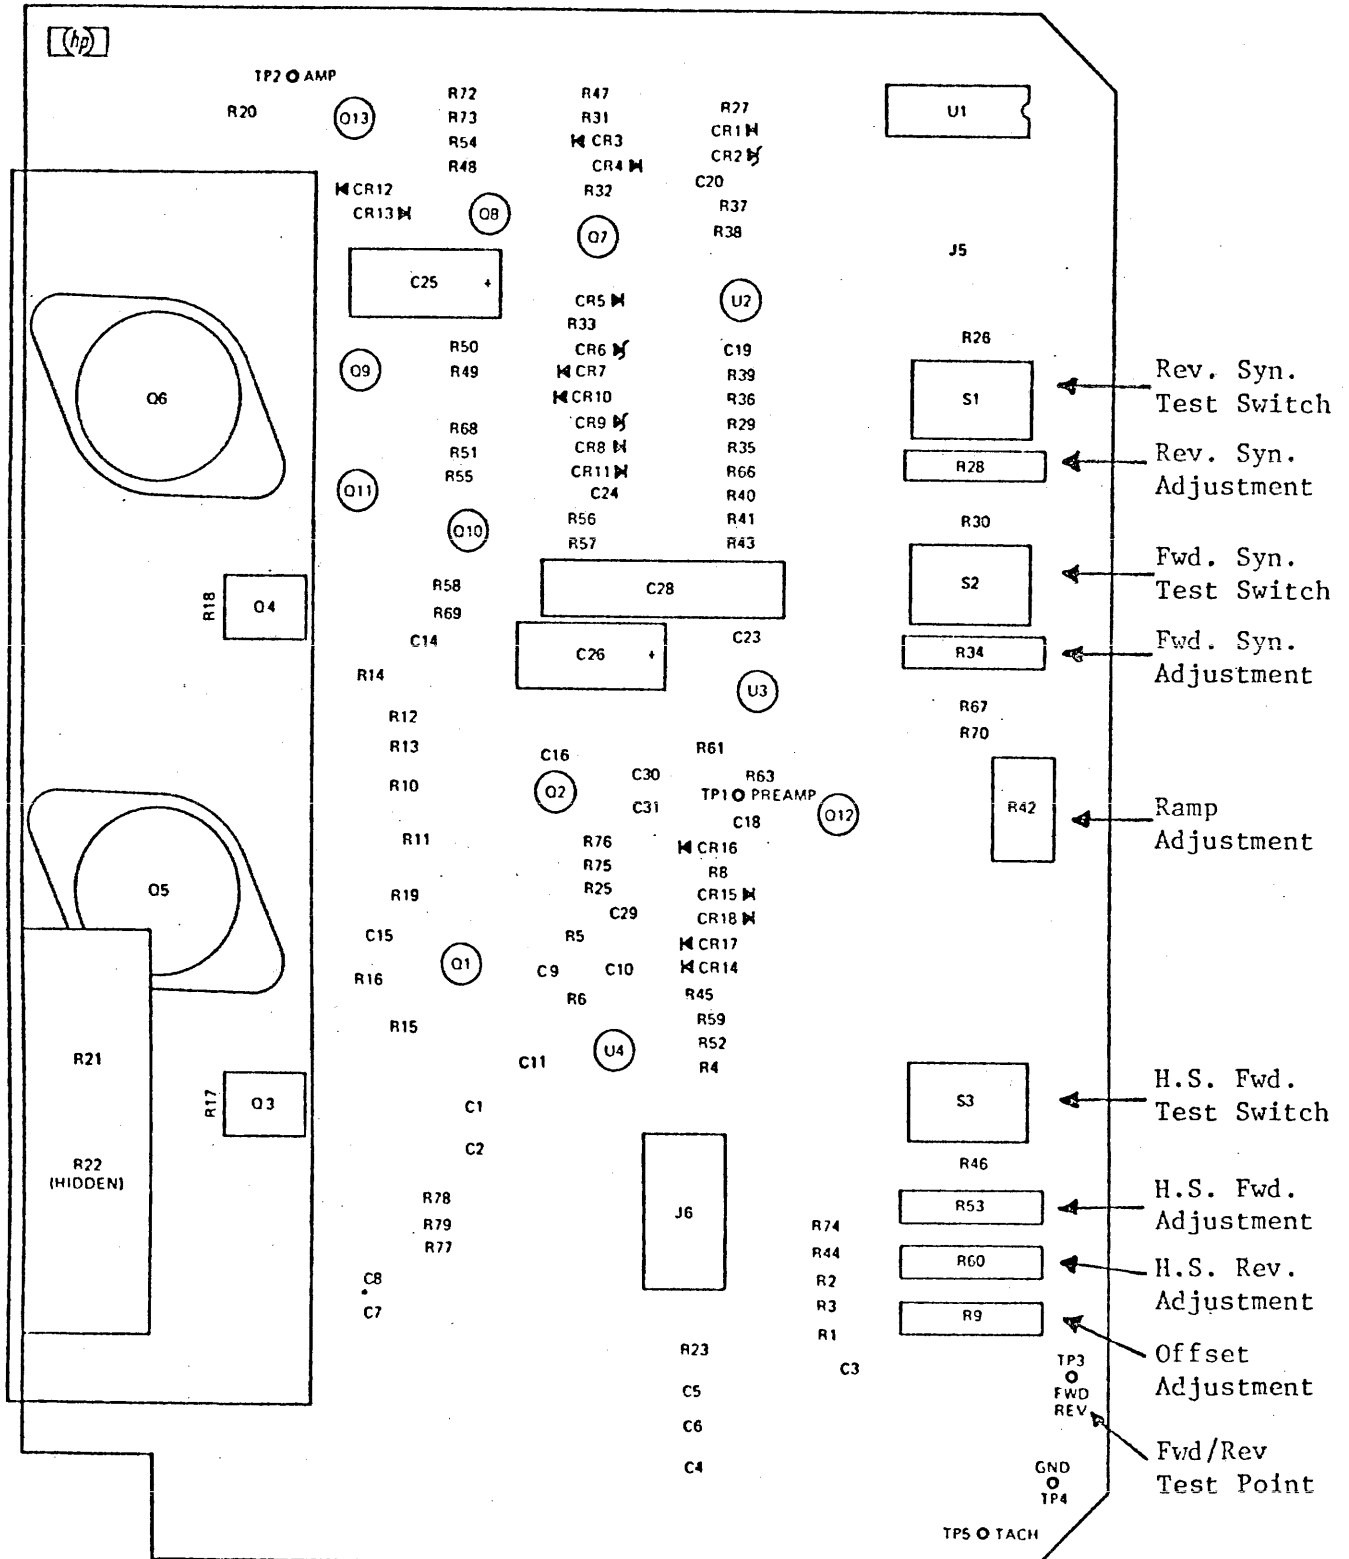 hp
TP2 AMP
R20
Q13
R72
R73
R54
R48
R47
R31
CR3
CR4
R32
R27
CR1
CR2
C20
R37
R38
U1
CR12
CR13
Q8
Q7
J5
C25 +
CR5
R33
CR6
CR7
CR10
CR9
CR8
CR11
C24
R56
R57
U2
C19
R39
R36
R29
R35
R66
R40
R41
R43
R26
S1
Rev. Syn.
Test Switch
R28
Rev. Syn.
Adjustment
R30
S2
Fwd. Syn.
Test Switch
R34
Fwd. Syn.
Adjustment
R67
R70
R42
Ramp
Adjustment
Q6
Q9
R50
R49
R68
R51
R55
Q11
Q10
R18
Q4
R58
R69
C14
R14
C28
C26 +
C23
U3
R12
R13
R10
R11
R19
C15
R16
R15
C16
Q2
C30
C31
R61
R63
TP1 PREAMP
C18
Q12
R76
R75
R25
C29
R5
C9
C10
R6
CR16
R8
CR15
CR18
CR17
CR14
R45
R59
R52
R4
Q5
Q1
U4
C11
R21
R22
(HIDDEN)
R17
Q3
C1
C2
R78
R79
R77
C8
C7
J6
R74
R44
R2
R3
R1
C3
R23
C5
C6
C4
S3
H.S. Fwd.
Test Switch
R46
R53
H.S. Fwd.
Adjustment
R60
H.S. Rev.
Adjustment
R9
Offset
Adjustment
TP3
FWD
REV
Fwd/Rev
Test Point
GND
TP4
TP5 TACH